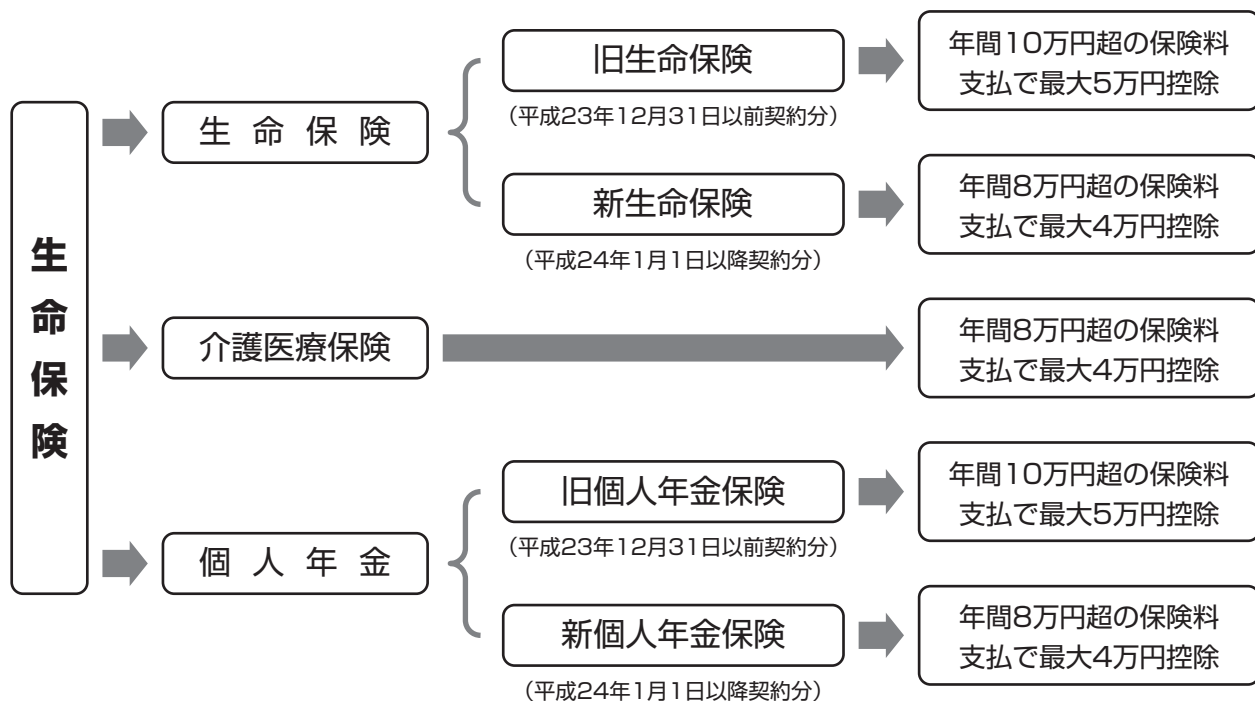 生命保険
生命保険
旧生命保険
（平成23年12月31日以前契約分）
年間10万円超の保険料
支払で最大5万円控除
新生命保険
（平成24年1月1日以降契約分）
年間8万円超の保険料
支払で最大4万円控除
介護医療保険
年間8万円超の保険料
支払で最大4万円控除
個人年金
旧個人年金保険
（平成23年12月31日以前契約分）
年間10万円超の保険料
支払で最大5万円控除
新個人年金保険
（平成24年1月1日以降契約分）
年間8万円超の保険料
支払で最大4万円控除